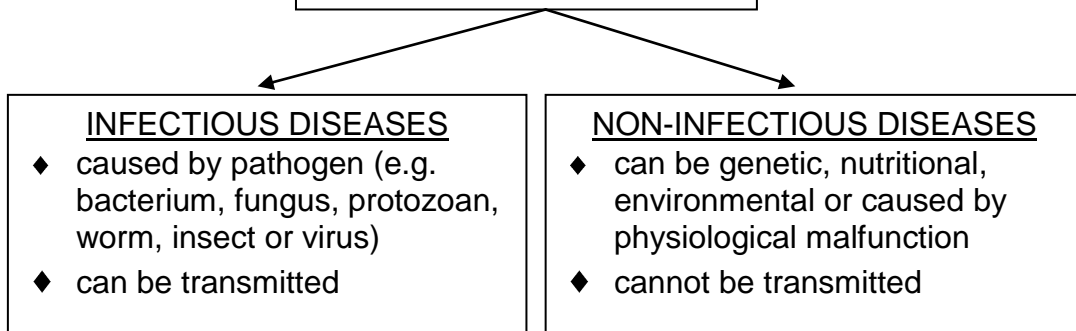 INFECTIOUS DISEASES
♦ caused by pathogen (e.g.
bacterium, fungus, protozoan,
worm, insect or virus)
♦ can be transmitted
NON-INFECTIOUS DISEASES
♦ can be genetic, nutritional,
environmental or caused by
physiological malfunction
♦ cannot be transmitted